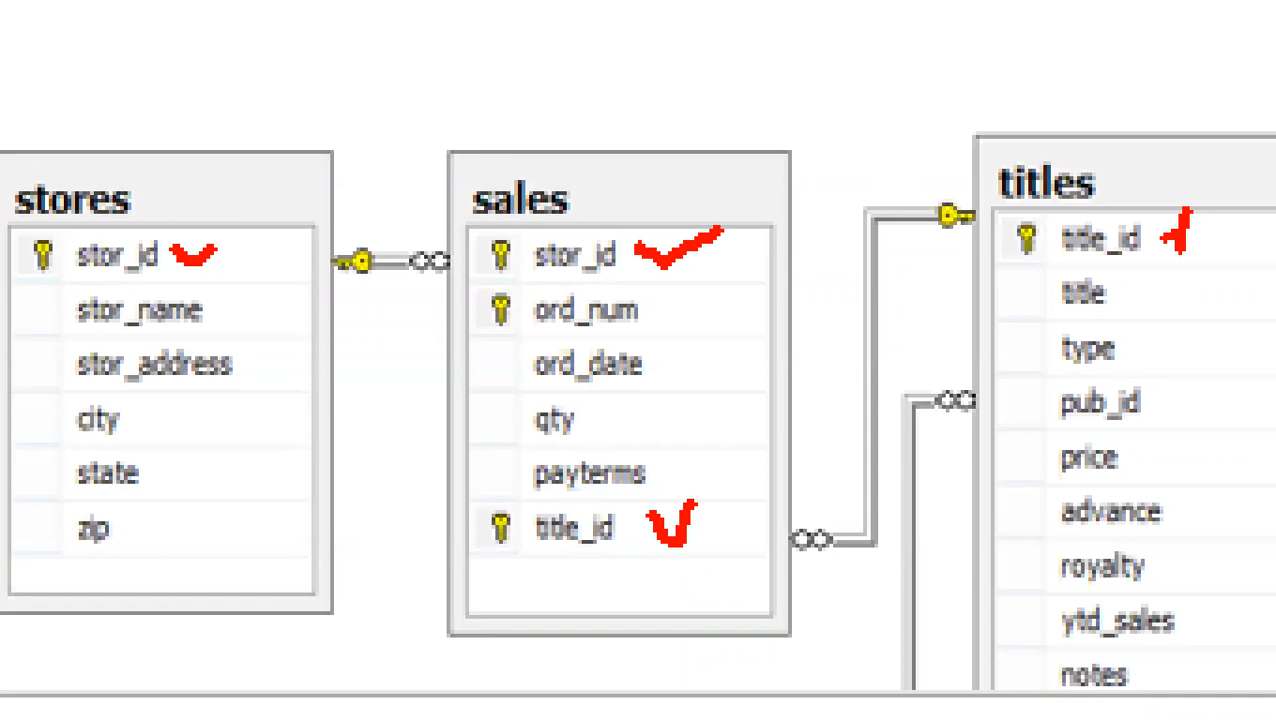 stores
stor_id
stor_name
stor_address
city
state
zip
sales
stor_id
ord_num
ord_date
qty
payterms
title_id
titles
title_id
title
type
pub_id
price
advance
royalty
ytd_sales
notes